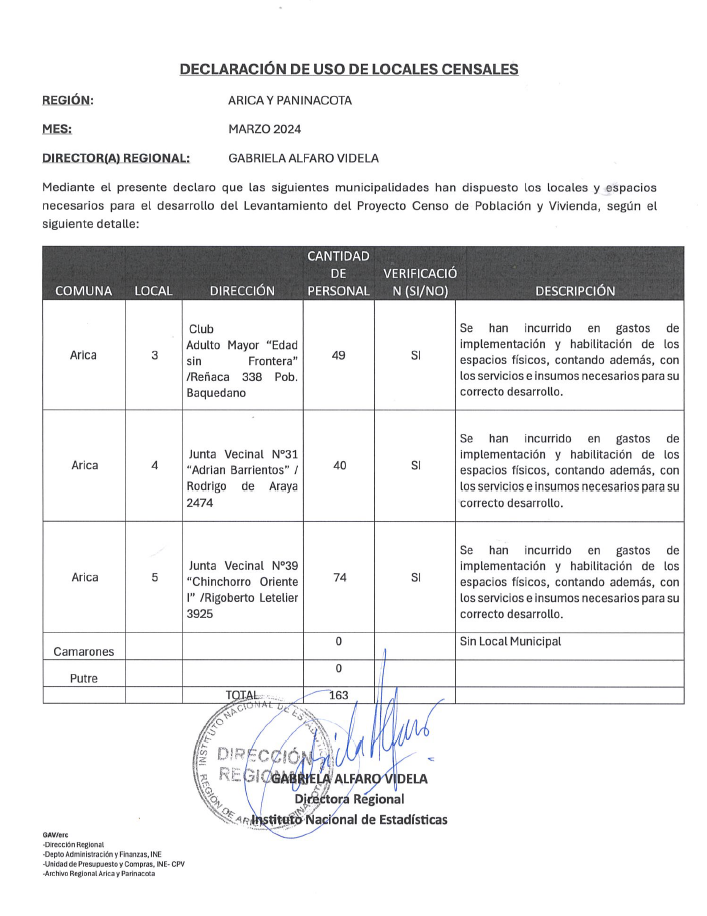 DECLARACIÓN DE USO DE LOCALES CENSALES
REGIÓN: ARICA Y PANINACOTA
MES: MARZO 2024
DIRECTOR(A) REGIONAL: GABRIELA ALFARO VIDELA
Mediante el presente declaro que las siguientes municipalidades han dispuesto los locales y espacios
necesarios para el desarrollo del Levantamiento del Proyecto Censo de Población y Vivienda, según el
siguiente detalle:
COMUNA LOCAL DIRECCIÓN CANTIDAD DE PERSONAL VERIFICACIÓ N (SI/NO) DESCRIPCIÓN
Arica
3
Club
Adulto Mayor “Edad
sin Frontera”
/Reñaca 338 Pob.
Baquedano
49
SI
Se han incurrido en gastos de
implementación y habilitación de los
espacios físicos, contando además, con
los servicios e insumos necesarios para su
correcto desarrollo.
Arica
4
Junta Vecinal N°31
“Adrian Barrientos” /
Rodrigo de Araya
2474
40
SI
Se han incurrido en gastos de
implementación y habilitación de los
espacios físicos, contando además, con
los servicios e insumos necesarios para su
correcto desarrollo.
Arica
5
Junta Vecinal N°39
“Chinchorro Oriente
I” /Rigoberto Letelier
3925
74
SI
Se han incurrido en gastos de
implementación y habilitación de los
espacios físicos, contando además, con
los servicios e insumos necesarios para su
correcto desarrollo.
Camarones
0
Sin Local Municipal
Putre
0
TOTAL 163
INSTITUTO NACIONAL DE
DIRECCIÓN
REGION DE
GABRIELA ALFARO VIDELA
Directora Regional
Instituto Nacional de Estadísticas
GAV/erc
-Dirección Regional
-Depto Administración y Finanzas, INE
-Unidad de Presupuesto y Compras, INE- CPV
-Archivo Regional Arica y Parinacota